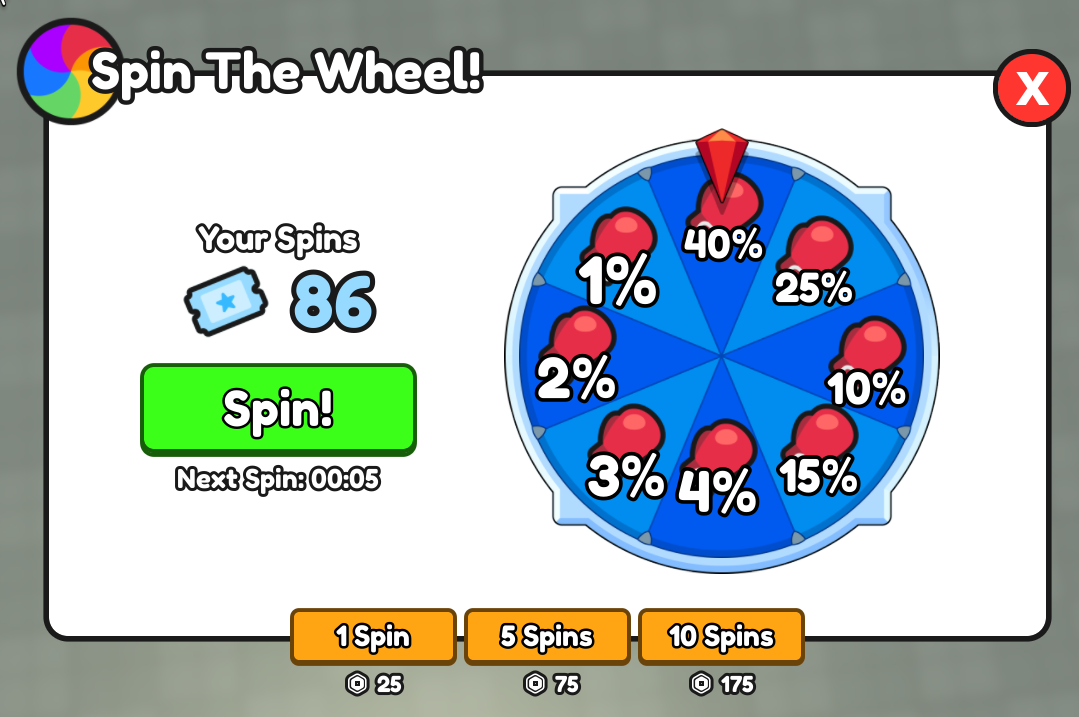 Spin The Wheel!
X
Your Spins
86
Spin!
Next Spin: 00:05
40%
25%
10%
15%
4%
3%
2%
1%
1 Spin
5 Spins
10 Spins
25
75
175